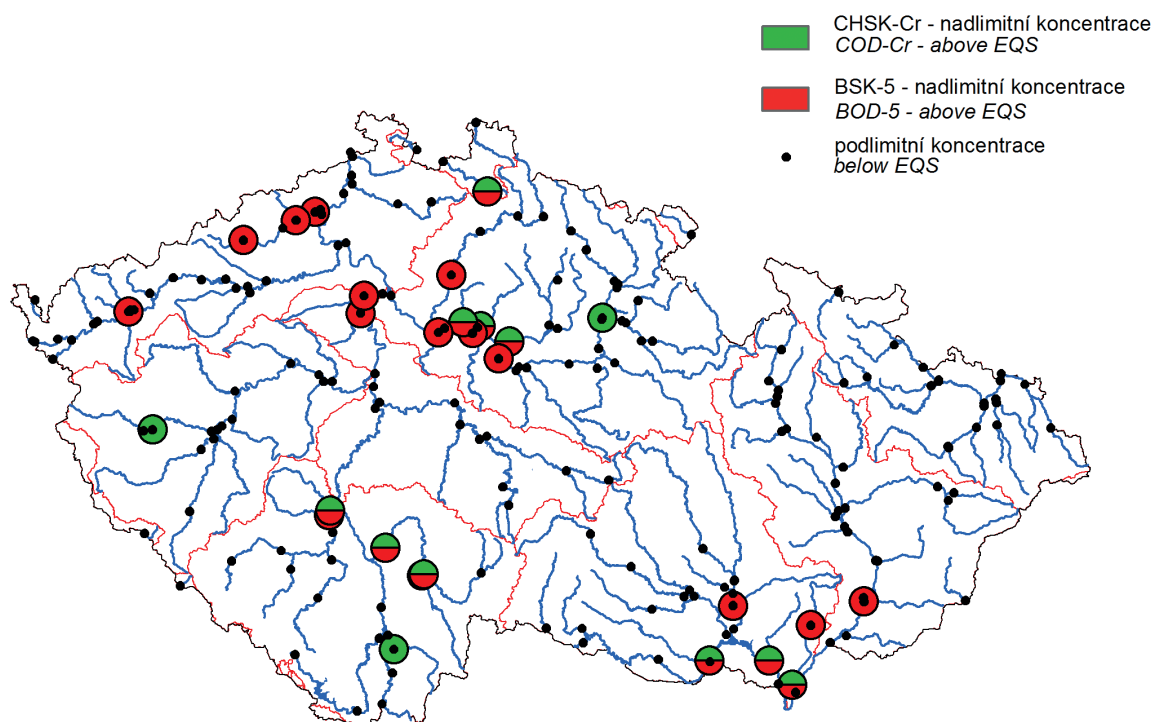 CHSK-Cr - nadlimitní koncentrace
COD-Cr - above EQS
BSK-5 - nadlimitní koncentrace
BOD-5 - above EQS
podlimitní koncentrace
below EQS